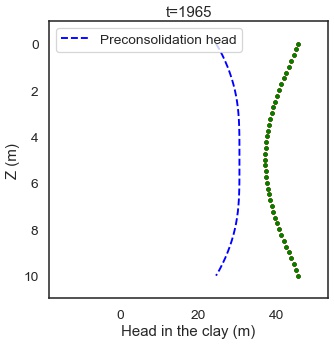 t=1965
Preconsolidation head
0
2
4
6
8
10
Z (m)
0
20
40
Head in the clay (m)